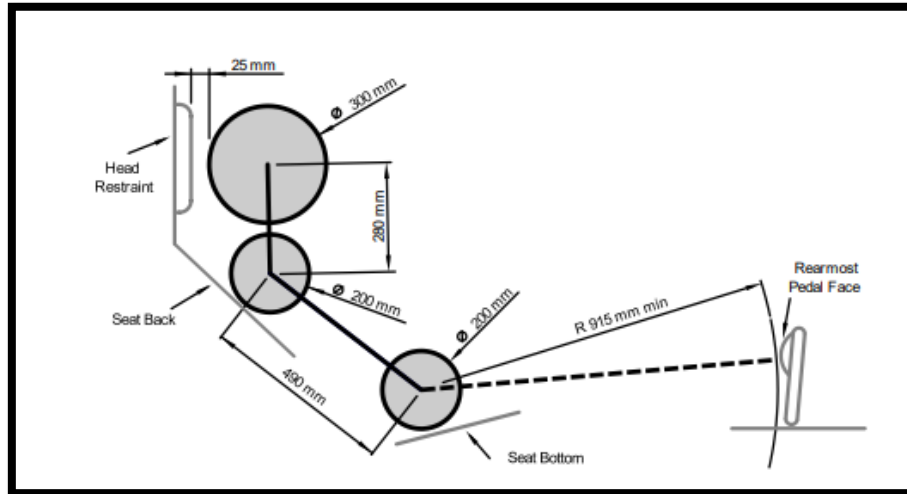 25 mm
Ø 300 mm
Head
Restraint
280 mm
Rearmost
Pedal Face
Ø 200 mm
Ø 200 mm
R 915 mm min
Seat Back
490 mm
Seat Bottom